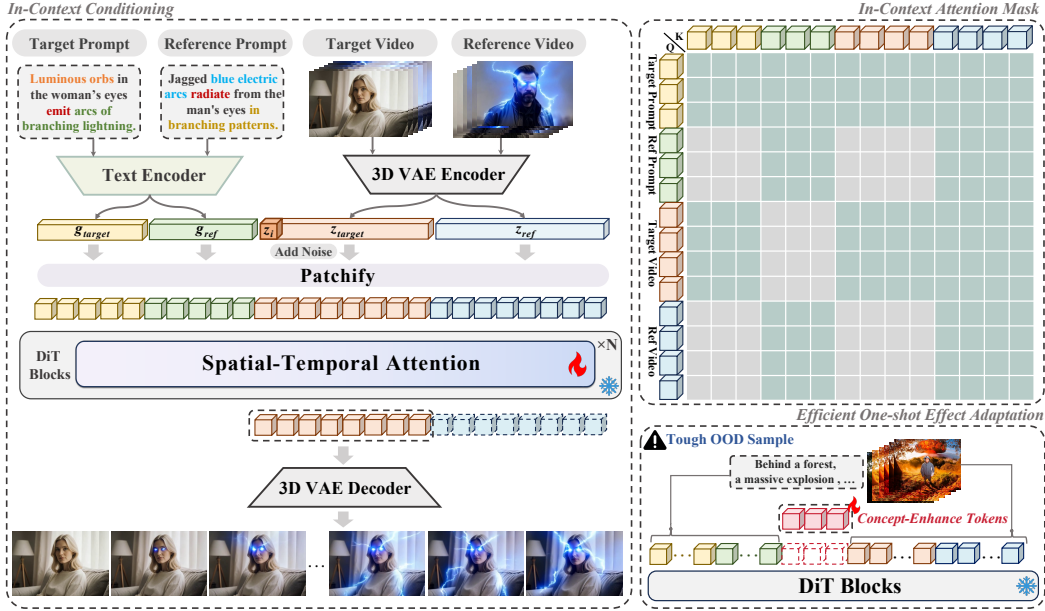 In-Context Conditioning
Target Prompt
Reference Prompt
Target Video
Reference Video
Luminous orbs in
the woman's eyes
emit arcs of
branching lightning.
Jagged blue electric
arcs radiate from the
man's eyes in
branching patterns.
Text Encoder
3D VAE Encoder
g_target
g_ref
z_i
z_target
z_ref
Add Noise
Patchify
DiT
Blocks
Spatial-Temporal Attention
×N
3D VAE Decoder
...
In-Context Attention Mask
K
Q
Target Prompt
Ref Prompt
Target Video
Ref Video
Efficient One-shot Effect Adaptation
Tough OOD Sample
Behind a forest,
a massive explosion , …
Concept-Enhance Tokens
DiT Blocks